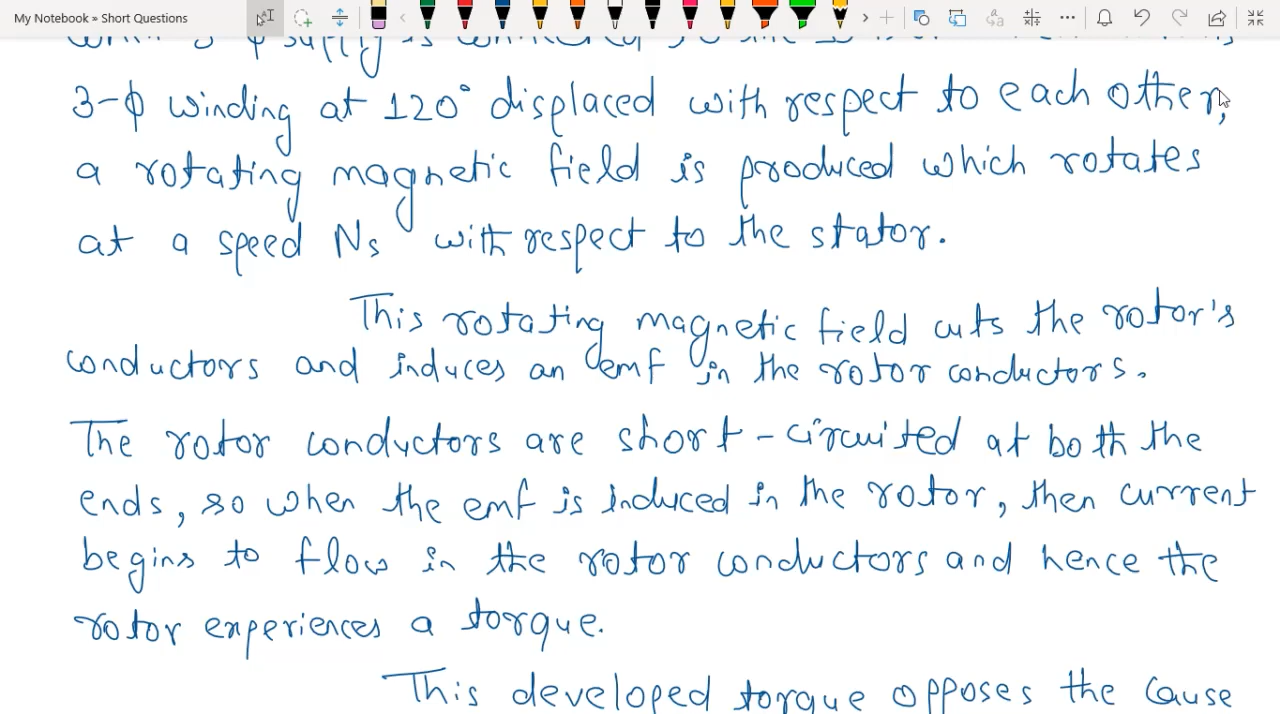 My Notebook » Short Questions
3-ϕ winding at 120° displaced with respect to each other,
a rotating magnetic field is produced which rotates
at a speed Ns with respect to the stator.
This rotating magnetic field cuts the rotor's
conductors and induces an emf in the rotor conductors.
The rotor conductors are short-circuited at both the
ends, so when the emf is induced in the rotor, then current
begins to flow in the rotor conductors and hence the
rotor experiences a torque.
This developed torque opposes the cause